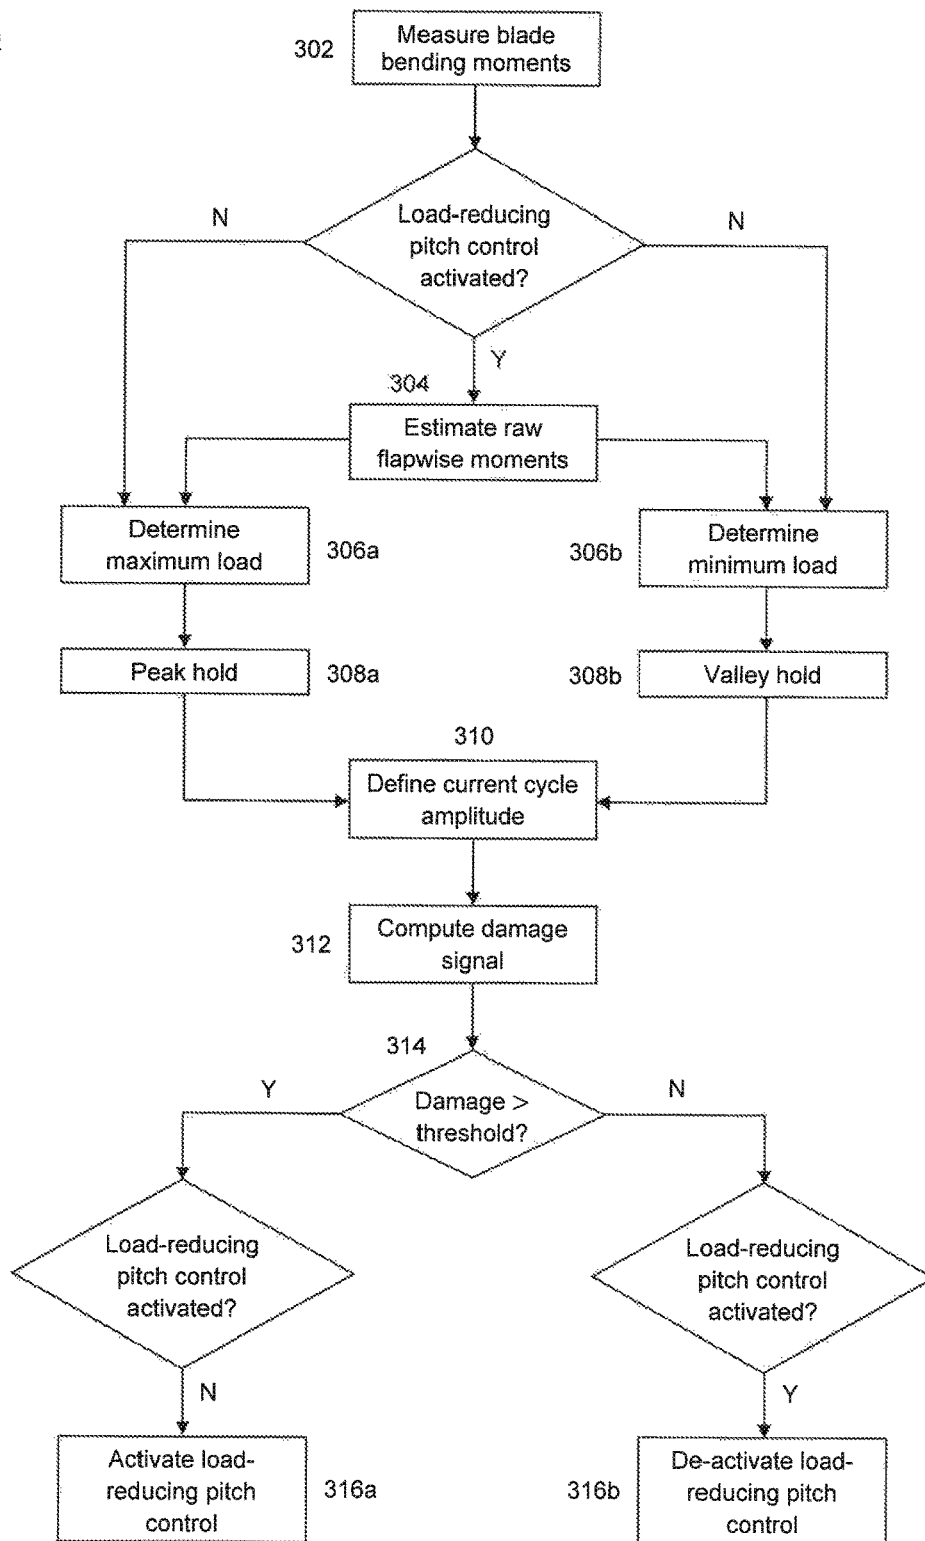 302
Measure blade
bending moments
Load-reducing
pitch control
activated?
N
N
Y
304
Estimate raw
flapwise moments
Determine
maximum load
306a
306b
Determine
minimum load
Peak hold
308a
308b
Valley hold
310
Define current cycle
amplitude
312
Compute damage
signal
314
Damage >
threshold?
Y
N
Load-reducing
pitch control
activated?
Load-reducing
pitch control
activated?
N
Y
Activate load-
reducing pitch
control
316a
316b
De-activate load-
reducing pitch
control